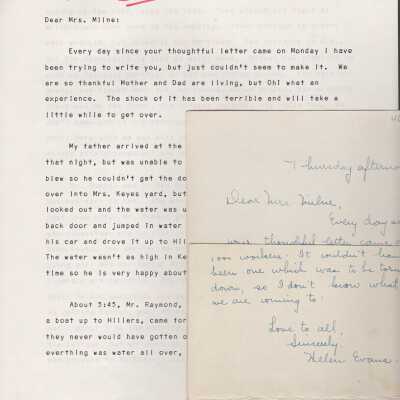 Dear Mrs. Milne:
Every day since your thoughtful letter came on Monday I have
been trying to write you, but just couldn't seem to make it. We
are so thankful Mother and Dad are living, but Oh! what an
experience. The shock of it has been terrible and will take a
little while to get over.
My father arrived at the
that night, but was unable to
blew so he couldn't get the do
over into Mrs. Keyes yard, but
looked out and the water was u
back door and jumped in water
his car and drove it up to Hil
The water wasn't as high in Ke
time so he is very happy about
About 3:45, Mr. Raymond,
a boat up to Hillers, came for
they never would have gotten o
everthing was water all over,
Thursday afternoo
Dear Mrs. Milne,
Every day s
your thoughtful letter came o
workers. It couldn't ha
been one which was to be tor
down, so I don't know what
we are coming to.
Love to all,
Sincerely,
Helen Evans.